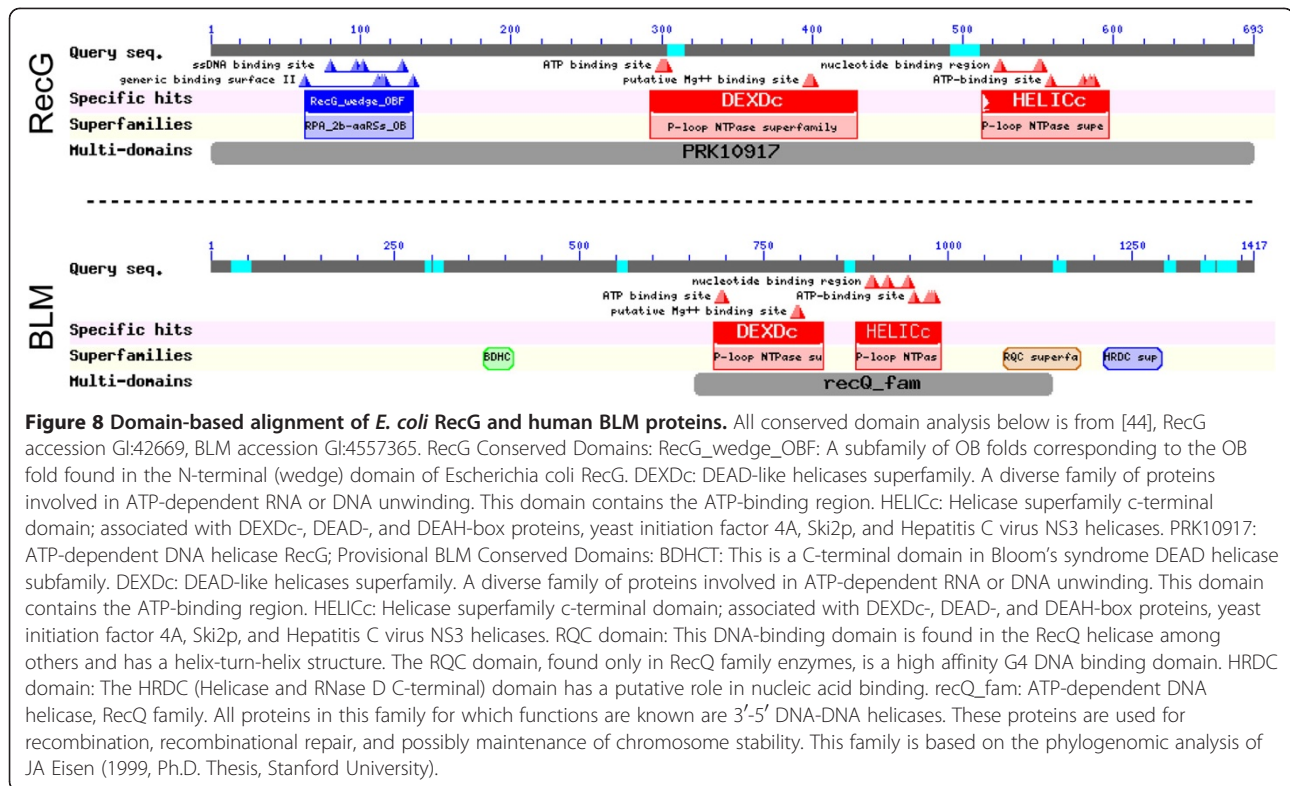 RecG
1 100 200 300 400 500 600 693
Query seq.
ssDNA binding site ATP binding site nucleotide binding region
generic binding surface II putative Mg++ binding site ATP-binding site
Specific hits RecG_wedge_OBF DEXDc HELICc
Superfamilies RPA_2b-aaRSs_OB P-loop NTPase superfamily P-loop NTPase supe
Multi-domains PRK10917
BLM
1 250 500 750 1000 1250 1417
Query seq.
nucleotide binding region
ATP binding site ATP-binding site
putative Mg++ binding site
Specific hits DEXDc HELICc
Superfamilies BDHC P-loop NTPase su P-loop NTPas RQC superfa HRDC sup
Multi-domains recQ_fam
Figure 8 Domain-based alignment of E. coli RecG and human BLM proteins. All conserved domain analysis below is from [44], RecG
accession GI:42669, BLM accession GI:4557365. RecG Conserved Domains: RecG_wedge_OBF: A subfamily of OB folds corresponding to the OB
fold found in the N-terminal (wedge) domain of Escherichia coli RecG. DEXDc: DEAD-like helicases superfamily. A diverse family of proteins
involved in ATP-dependent RNA or DNA unwinding. This domain contains the ATP-binding region. HELICc: Helicase superfamily c-terminal
domain; associated with DEXDc-, DEAD-, and DEAH-box proteins, yeast initiation factor 4A, Ski2p, and Hepatitis C virus NS3 helicases. PRK10917:
ATP-dependent DNA helicase RecG; Provisional BLM Conserved Domains: BDHCT: This is a C-terminal domain in Bloom's syndrome DEAD helicase
subfamily. DEXDc: DEAD-like helicases superfamily. A diverse family of proteins involved in ATP-dependent RNA or DNA unwinding. This domain
contains the ATP-binding region. HELICc: Helicase superfamily c-terminal domain; associated with DEXDc-, DEAD-, and DEAH-box proteins, yeast
initiation factor 4A, Ski2p, and Hepatitis C virus NS3 helicases. RQC domain: This DNA-binding domain is found in the RecQ helicase among
others and has a helix-turn-helix structure. The RQC domain, found only in RecQ family enzymes, is a high affinity G4 DNA binding domain. HRDC
domain: The HRDC (Helicase and RNase D C-terminal) domain has a putative role in nucleic acid binding. recQ_fam: ATP-dependent DNA
helicase, RecQ family. All proteins in this family for which functions are known are 3′-5′ DNA-DNA helicases. These proteins are used for
recombination, recombinational repair, and possibly maintenance of chromosome stability. This family is based on the phylogenomic analysis of
JA Eisen (1999, Ph.D. Thesis, Stanford University).